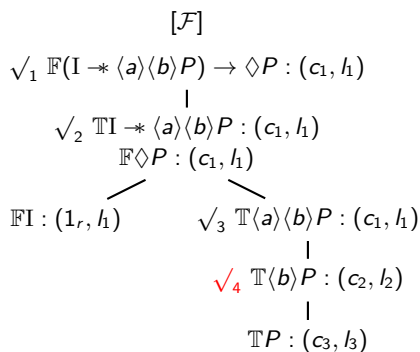 [ℱ]
√₁ 𝔽(I −∗ ⟨a⟩⟨b⟩P) → ◊P : (c₁, l₁)
√₂ 𝕋I −∗ ⟨a⟩⟨b⟩P : (c₁, l₁)
𝔽◊P : (c₁, l₁)
𝔽I : (1ᵣ, l₁) √₃ 𝕋⟨a⟩⟨b⟩P : (c₁, l₁)
√₄ 𝕋⟨b⟩P : (c₂, l₂)
𝕋P : (c₃, l₃)